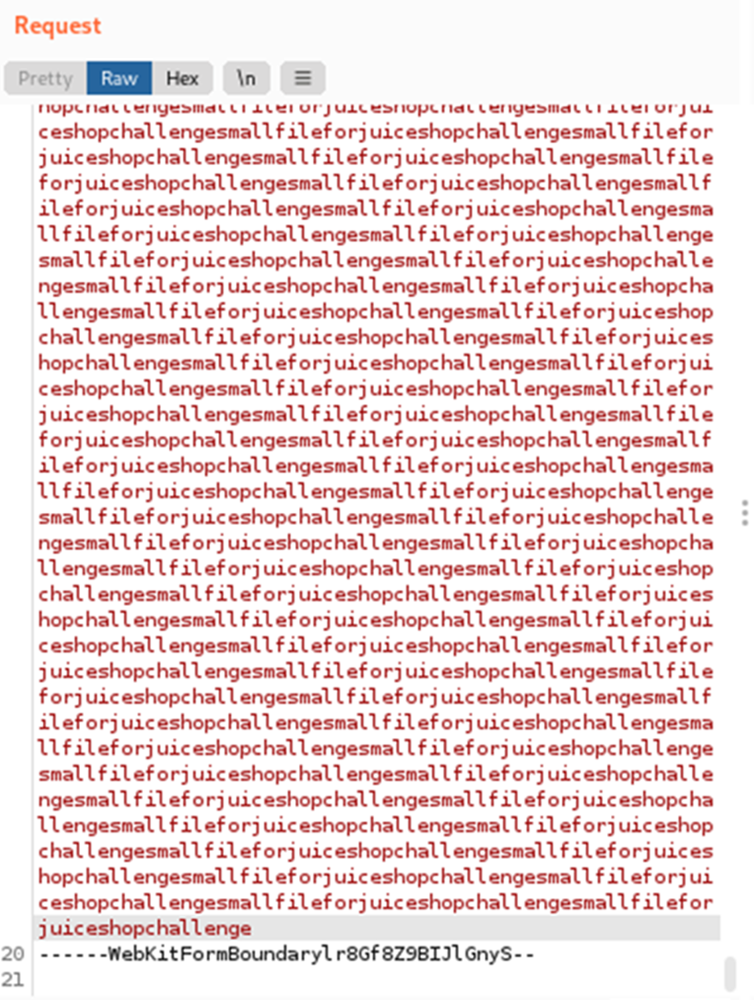 Request
Pretty Raw Hex \n
hopchallengesmallfileforjuiceshopchallengesmallfileforjui
ceshopchallengesmallfileforjuiceshopchallengesmallfilefor
juiceshopchallengesmallfileforjuiceshopchallengesmallfile
forjuiceshopchallengesmallfileforjuiceshopchallengesmallf
ileforjuiceshopchallengesmallfileforjuiceshopchallengesma
llfileforjuiceshopchallengesmallfileforjuiceshopchallenge
smallfileforjuiceshopchallengesmallfileforjuiceshopchalle
ngesmallfileforjuiceshopchallengesmallfileforjuiceshopcha
llengesmallfileforjuiceshopchallengesmallfileforjuiceshop
challengesmallfileforjuiceshopchallengesmallfileforjuices
hopchallengesmallfileforjuiceshopchallengesmallfileforjui
ceshopchallengesmallfileforjuiceshopchallengesmallfilefor
juiceshopchallengesmallfileforjuiceshopchallengesmallfile
forjuiceshopchallengesmallfileforjuiceshopchallengesmallf
ileforjuiceshopchallengesmallfileforjuiceshopchallengesma
llfileforjuiceshopchallengesmallfileforjuiceshopchallenge
smallfileforjuiceshopchallengesmallfileforjuiceshopchalle
ngesmallfileforjuiceshopchallengesmallfileforjuiceshopcha
llengesmallfileforjuiceshopchallengesmallfileforjuiceshop
challengesmallfileforjuiceshopchallengesmallfileforjuices
hopchallengesmallfileforjuiceshopchallengesmallfileforjui
ceshopchallengesmallfileforjuiceshopchallengesmallfilefor
juiceshopchallengesmallfileforjuiceshopchallengesmallfile
forjuiceshopchallengesmallfileforjuiceshopchallengesmallf
ileforjuiceshopchallengesmallfileforjuiceshopchallengesma
llfileforjuiceshopchallengesmallfileforjuiceshopchallenge
smallfileforjuiceshopchallengesmallfileforjuiceshopchalle
ngesmallfileforjuiceshopchallengesmallfileforjuiceshopcha
llengesmallfileforjuiceshopchallengesmallfileforjuiceshop
challengesmallfileforjuiceshopchallengesmallfileforjuices
hopchallengesmallfileforjuiceshopchallengesmallfileforjui
ceshopchallengesmallfileforjuiceshopchallengesmallfilefor
juiceshopchallenge
20 ------WebKitFormBoundarylr8Gf8Z9BIJlGnyS--
21